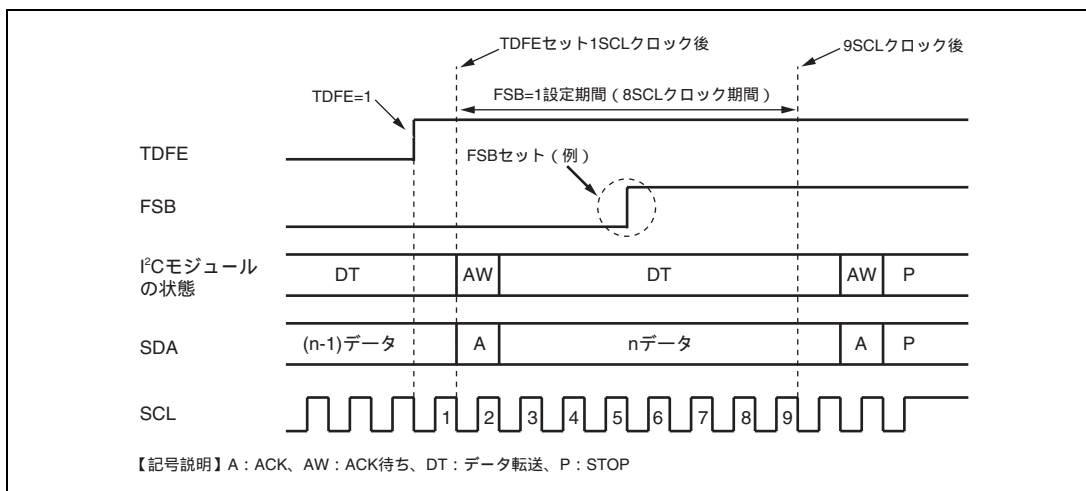 TDFEセット1SCLクロック後
9SCLクロック後
TDFE=1
FSB=1設定期間(8SCLクロック期間)
TDFE
FSBセット(例)
FSB
I²Cモジュール
の状態
DT
AW
DT
AW
P
SDA
(n-1)データ
A
nデータ
A
P
SCL
1 2 3 4 5 6 7 8 9
【記号説明】A:ACK、AW:ACK待ち、DT:データ転送、P:STOP